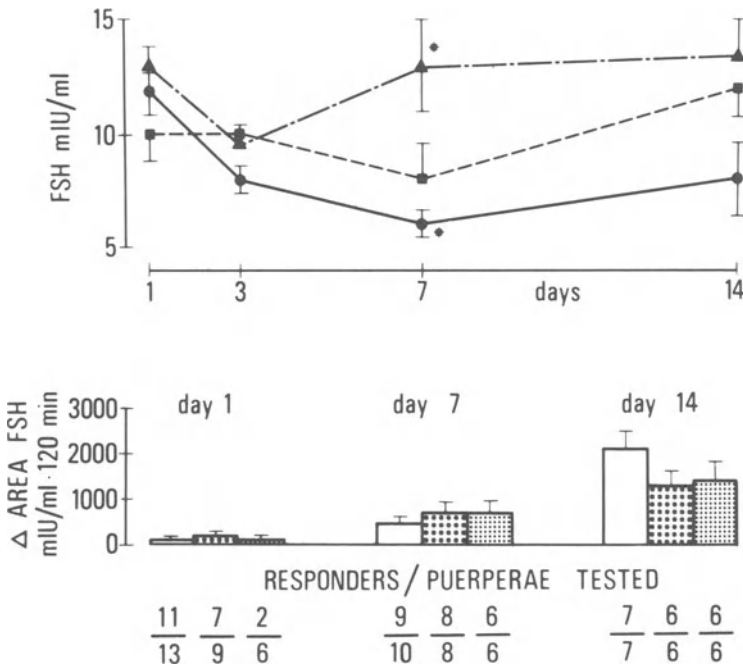 15
10
5
FSH mIU/ml
1 3 7 days 14
Δ AREA FSH
mIU/ml·120 min
3000
2000
1000
0
day 1 day 7 day 14
RESPONDERS/PUERPERAE TESTED
11 7 2 9 8 6 7 6 6
13 9 6 10 8 6 7 6 6